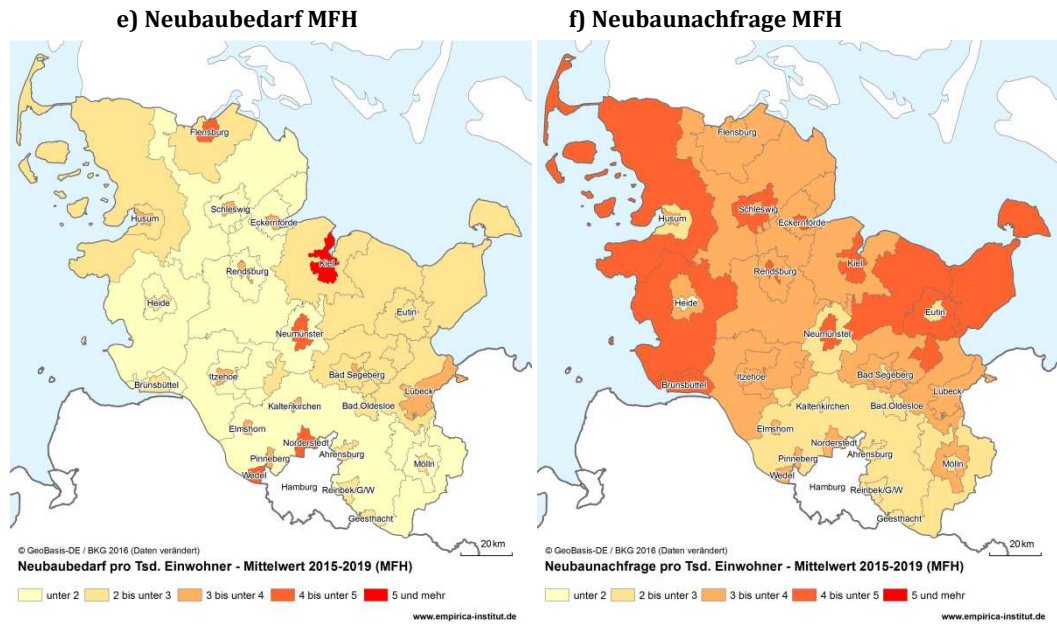 e) Neubaubedarf MFH
Flensburg
Husum
Schleswig
Eckernförde
Kiel
Rendsburg
Heide
Eutin
Neumünster
Brunsbüttel
Itzehoe
Bad Segeberg
Lübeck
Kaltenkirchen
Bad Oldesloe
Elmshorn
Norderstedt
Pinneberg
Ahrensburg
Wedel
Mölln
Hamburg
Reinbek/G/W
Geesthacht
© GeoBasis-DE / BKG 2016 (Daten verändert)
20 km
Neubaubedarf pro Tsd. Einwohner - Mittelwert 2015-2019 (MFH)
unter 2 2 bis unter 3 3 bis unter 4 4 bis unter 5 5 und mehr
www.empirica-institut.de
f) Neubaunachfrage MFH
Flensburg
Husum
Schleswig
Eckernförde
Kiel
Rendsburg
Heide
Eutin
Neumünster
Brunsbüttel
Itzehoe
Bad Segeberg
Lübeck
Kaltenkirchen
Bad Oldesloe
Elmshorn
Norderstedt
Pinneberg
Ahrensburg
Wedel
Mölln
Hamburg
Reinbek/G/W
Geesthacht
© GeoBasis-DE / BKG 2016 (Daten verändert)
20 km
Neubaunachfrage pro Tsd. Einwohner - Mittelwert 2015-2019 (MFH)
unter 2 2 bis unter 3 3 bis unter 4 4 bis unter 5 5 und mehr
www.empirica-institut.de